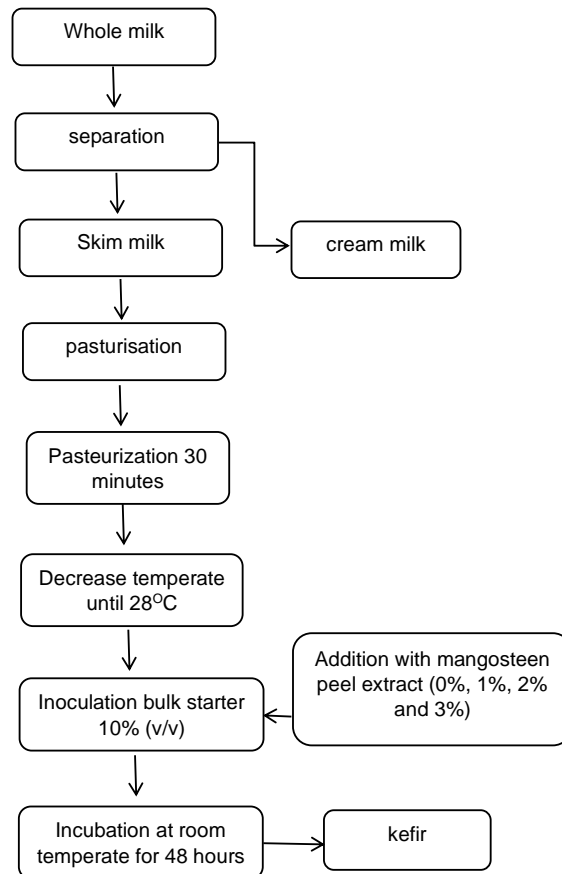 Whole milk
separation
Skim milk
cream milk
pasturisation
Pasteurization 30
minutes
Decrease temperate
until 28⁰C
Addition with mangosteen
peel extract (0%, 1%, 2%
and 3%)
Inoculation bulk starter
10% (v/v)
Incubation at room
temperate for 48 hours
kefir